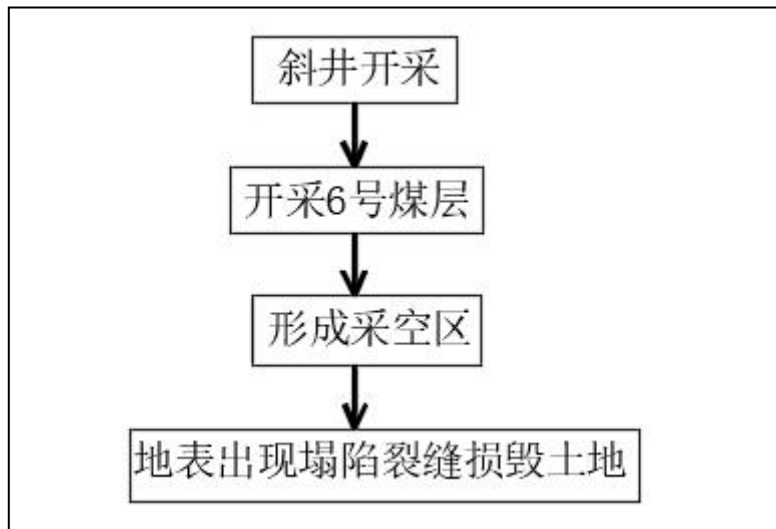 斜井开采
开采6号煤层
形成采空区
地表出现塌陷裂缝损毁土地